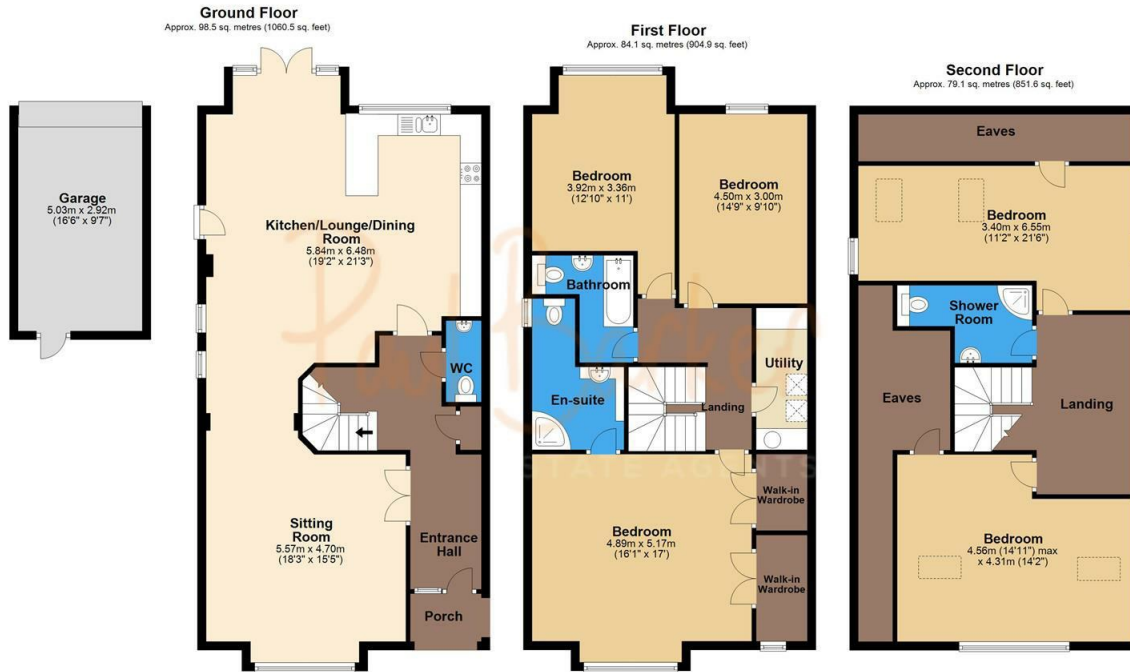 Ground Floor
Approx. 98.5 sq. metres (1060.5 sq. feet)
Garage
5.03m x 2.92m
(16'6" x 9'7")
Kitchen/Lounge/Dining
Room
5.84m x 6.48m
(19'2" x 21'3")
WC
Sitting
Room
5.57m x 4.70m
(18'3" x 15'5")
Entrance
Hall
Porch
First Floor
Approx. 84.1 sq. metres (904.9 sq. feet)
Bedroom
3.92m x 3.36m
(12'10" x 11')
Bedroom
4.50m x 3.00m
(14'9" x 9'10")
Bathroom
Utility
En-suite
Landing
Walk-in
Wardrobe
Bedroom
4.89m x 5.17m
(16'1" x 17')
Walk-in
Wardrobe
Second Floor
Approx. 79.1 sq. metres (851.6 sq. feet)
Eaves
Bedroom
3.40m x 6.55m
(11'2" x 21'6")
Shower
Room
Eaves
Landing
Bedroom
4.56m (14'11") max
x 4.31m (14'2")
Paul Barker
ESTATE AGENTS